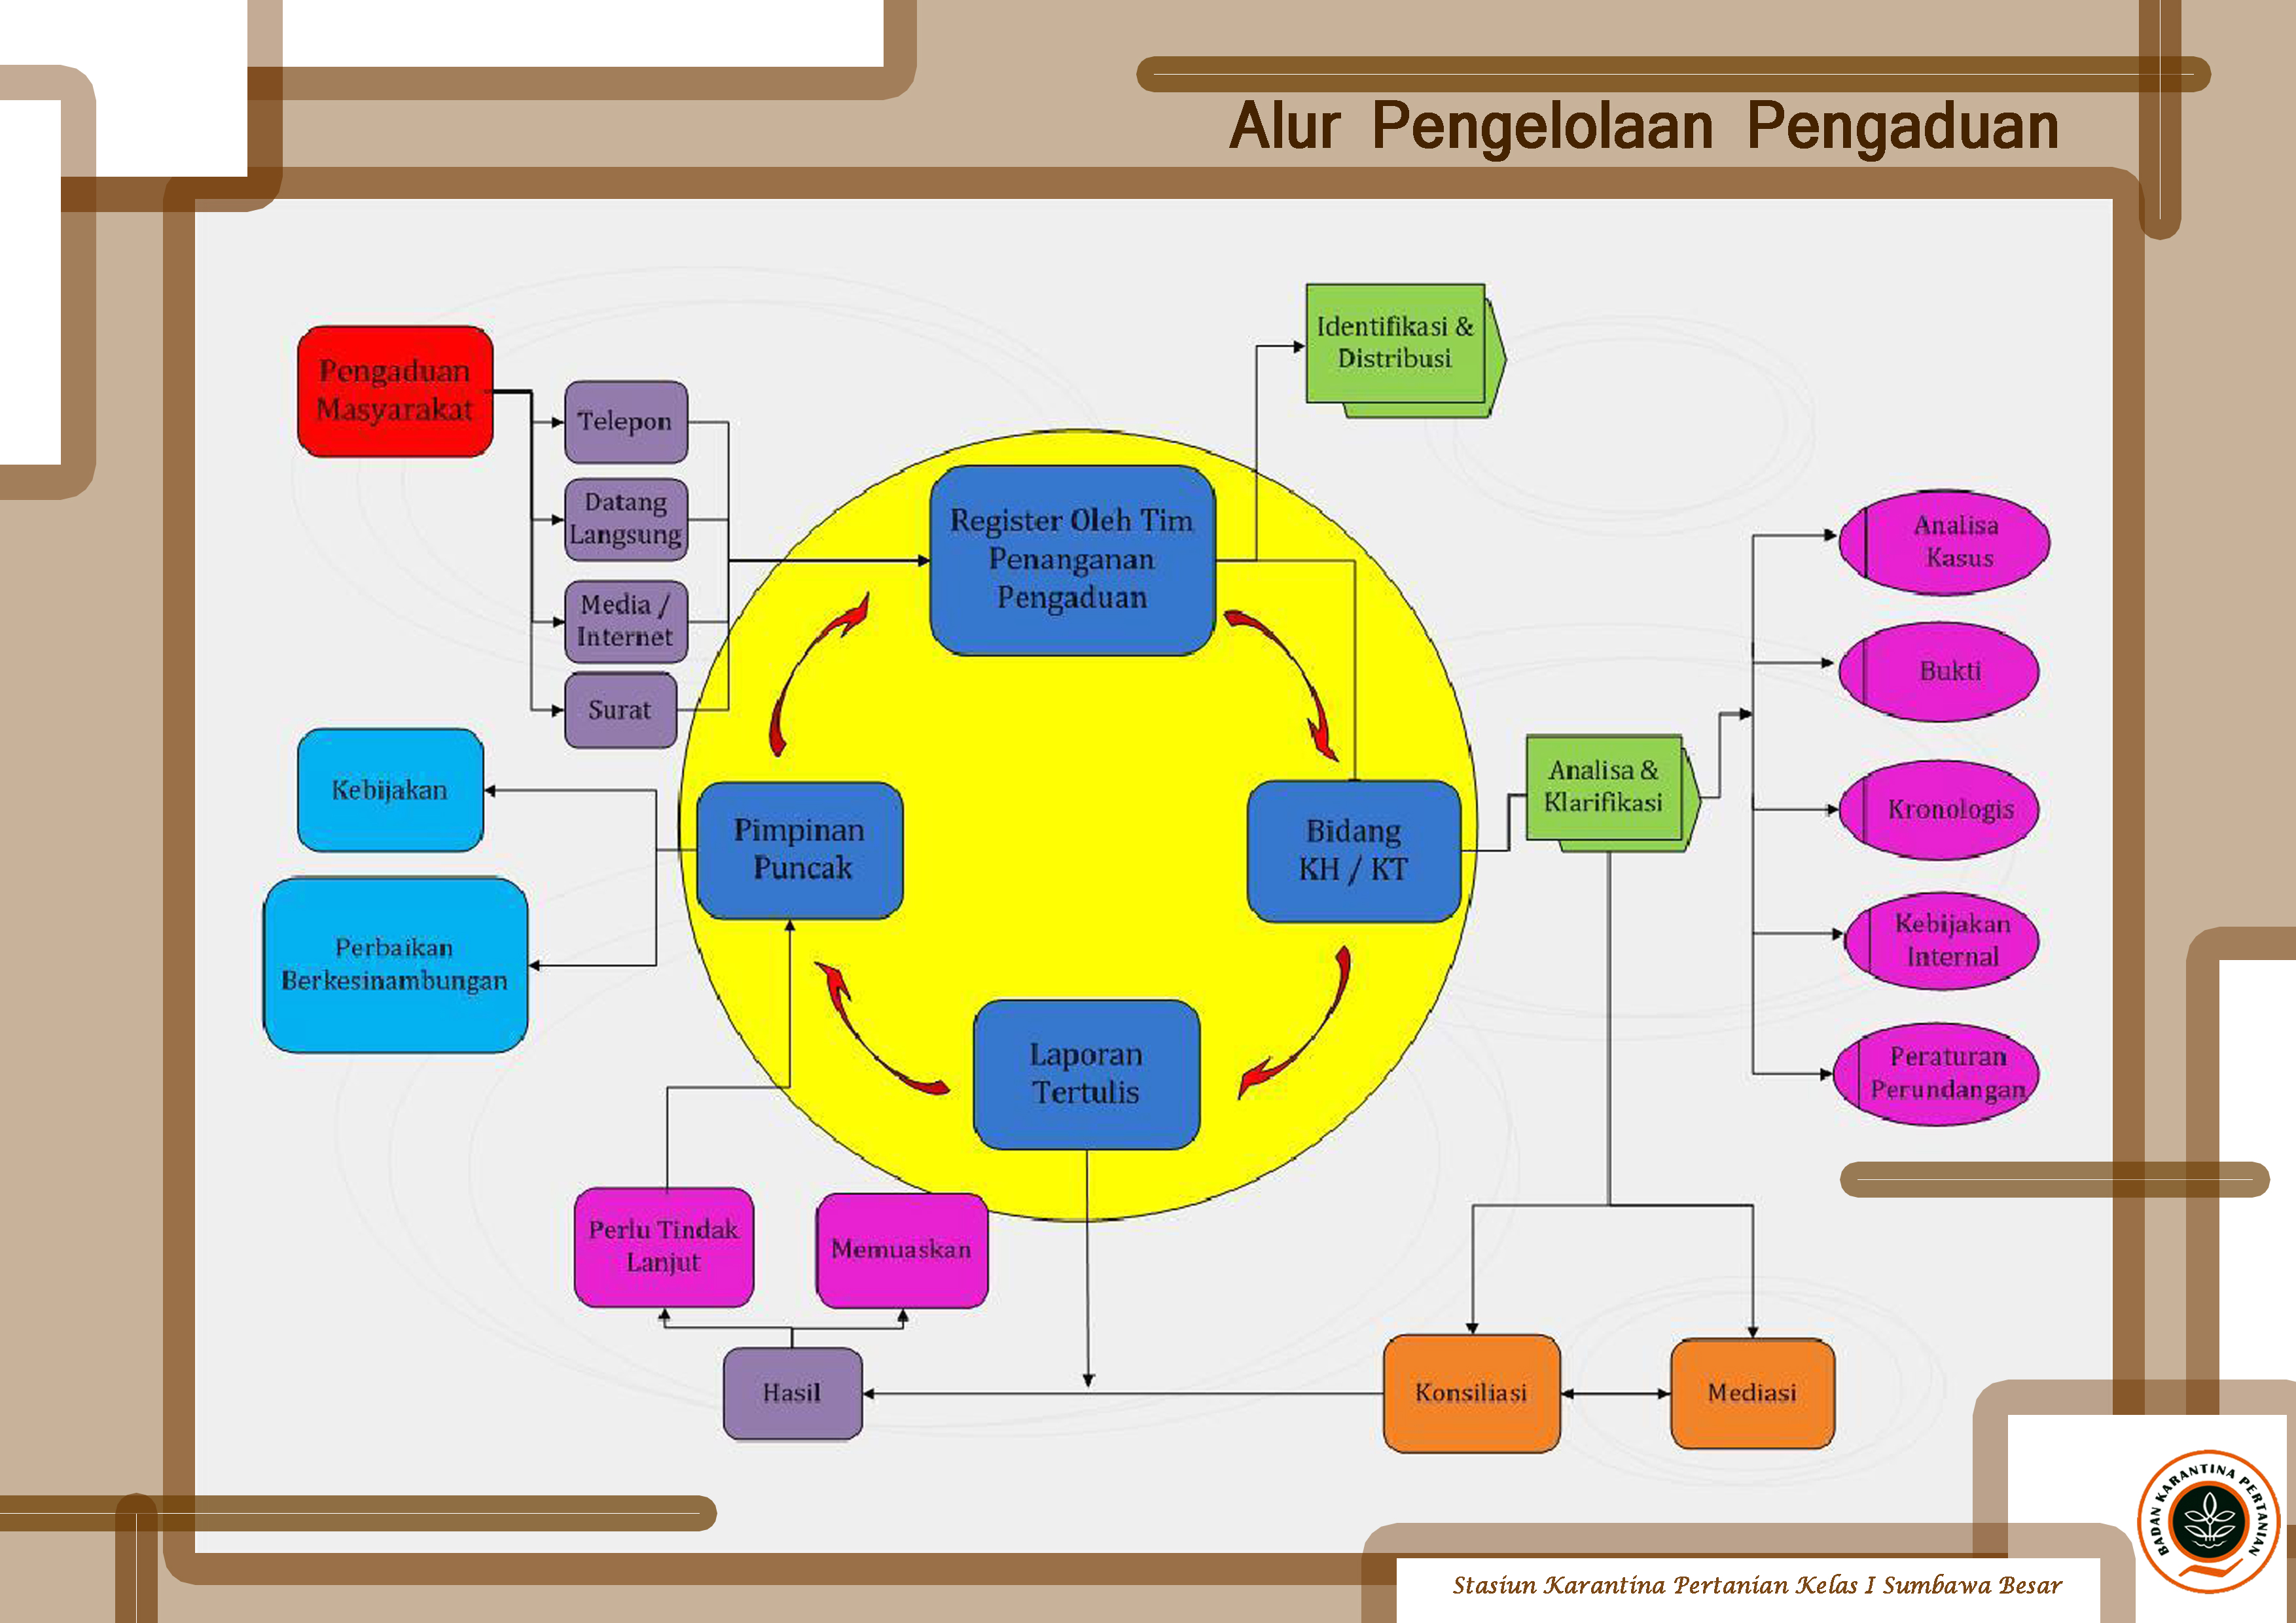 Alur Pengelolaan Pengaduan
Pengaduan
Masyarakat
Telepon
Datang
Langsung
Media /
Internet
Surat
Identifikasi &
Distribusi
Register Oleh Tim
Penanganan
Pengaduan
Analisa
Kasus
Bukti
Kronologis
Kebijakan
Internal
Peraturan
Perundangan
Analisa &
Klarifikasi
Bidang
KH / KT
Pimpinan
Puncak
Kebijakan
Perbaikan
Berkesinambungan
Laporan
Tertulis
Perlu Tindak
Lanjut
Memuaskan
Hasil
Konsiliasi
Mediasi
BADAN KARANTINA PERTANIAN
Stasiun Karantina Pertanian Kelas I Sumbawa Besar